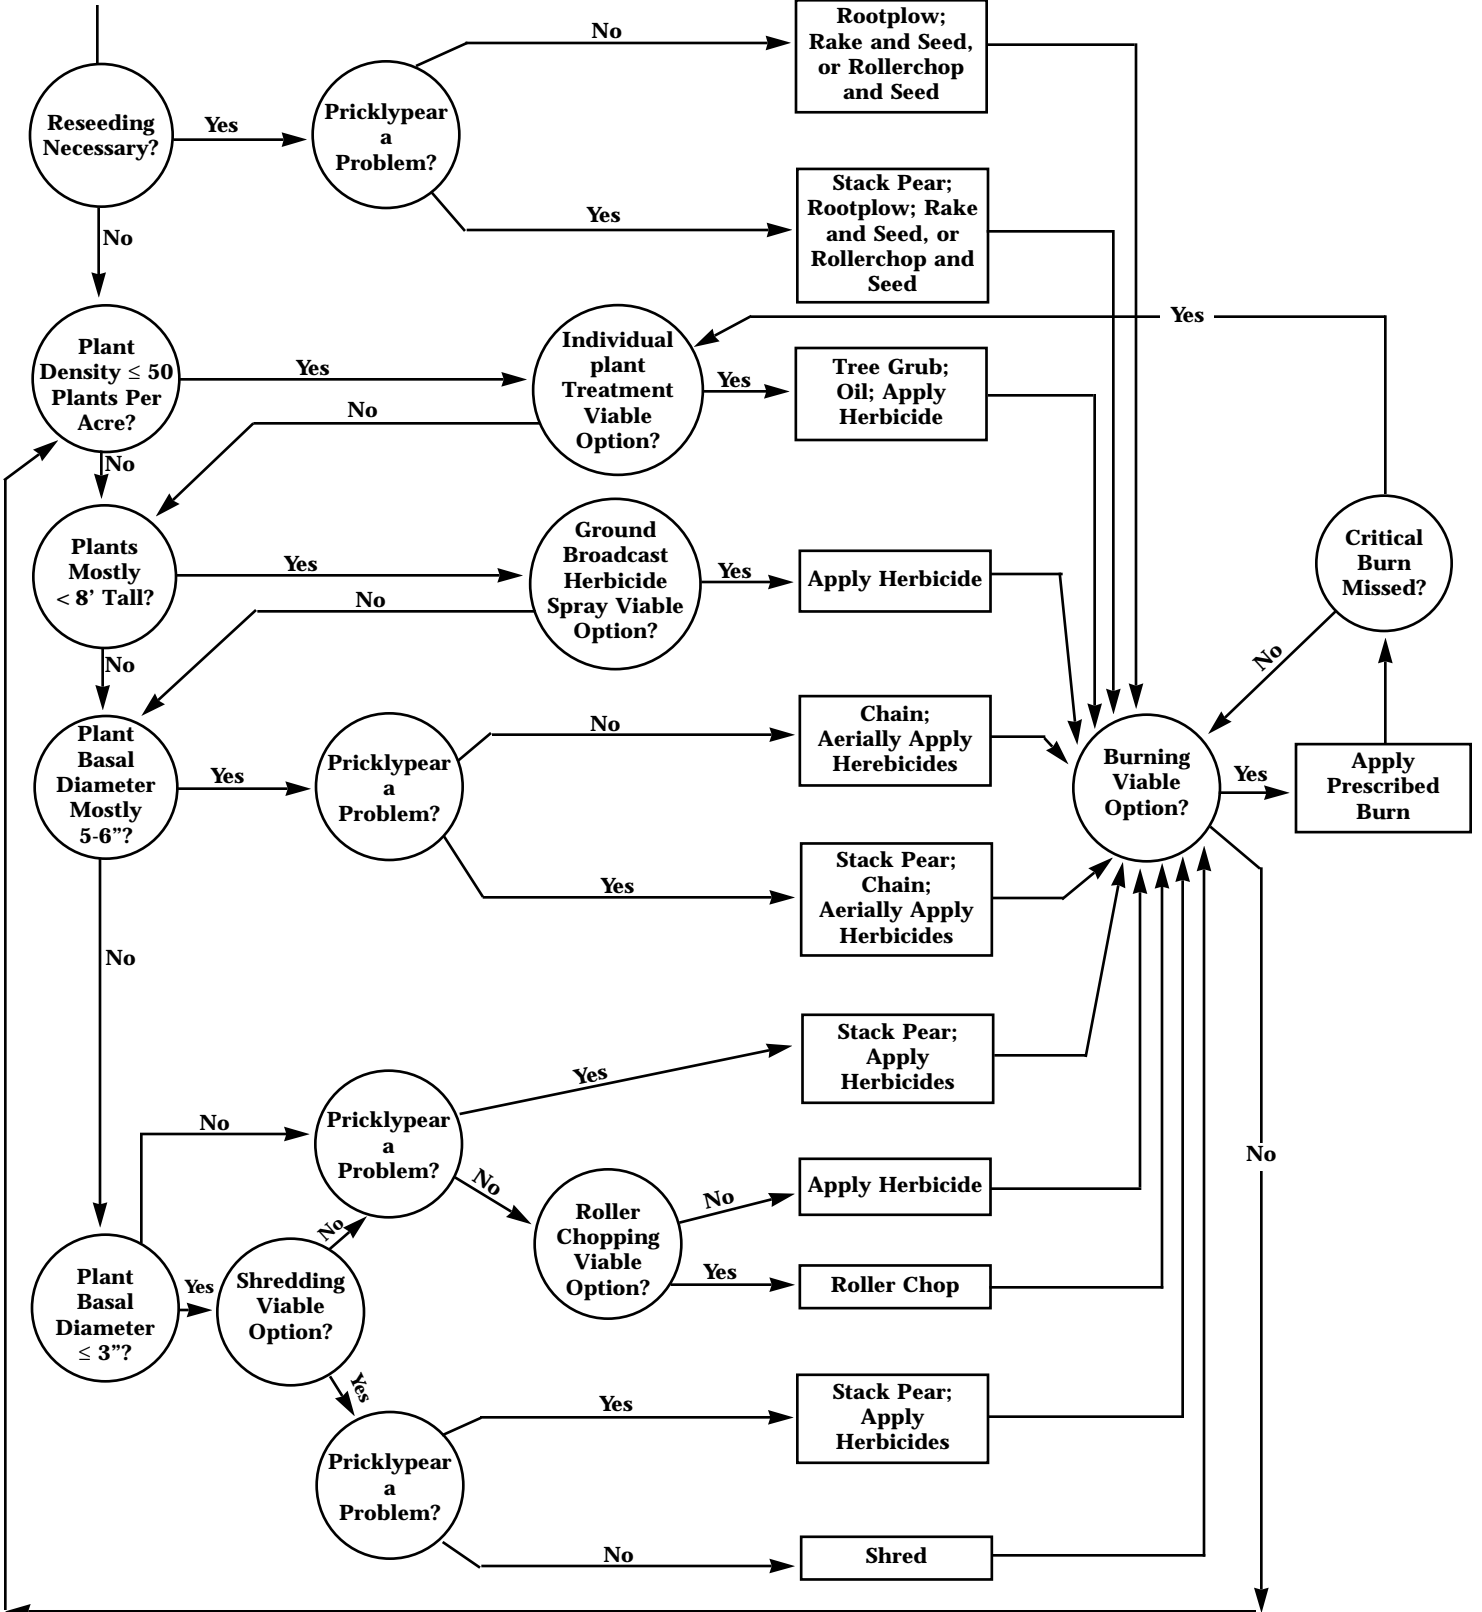 No
Rootplow;
Rake and Seed,
or Rollerchop
and Seed
Reseeding
Necessary?
Yes
Pricklypear
a
Problem?
Yes
Stack Pear;
Rootplow; Rake
and Seed, or
Rollerchop and
Seed
No
Plant
Density ≤ 50
Plants Per
Acre?
Yes
Individual
plant
Treatment
Viable
Option?
Yes
Tree Grub;
Oil; Apply
Herbicide
Yes
No
No
Plants
Mostly
< 8’ Tall?
Yes
Ground
Broadcast
Herbicide
Spray Viable
Option?
Yes
Apply Herbicide
Critical
Burn
Missed?
No
No
No
Plant
Basal
Diameter
Mostly
5-6”?
Yes
Pricklypear
a
Problem?
No
Chain;
Aerially Apply
Herebicides
Burning
Viable
Option?
Yes
Apply
Prescribed
Burn
Yes
Stack Pear;
Chain;
Aerially Apply
Herbicides
No
Yes
Stack Pear;
Apply
Herbicides
No
Pricklypear
a
Problem?
No
No
Roller
Chopping
Viable
Option?
No
Apply Herbicide
Yes
Roller Chop
Plant
Basal
Diameter
≤ 3”?
Yes
Shredding
Viable
Option?
No
Yes
Pricklypear
a
Problem?
Yes
Stack Pear;
Apply
Herbicides
No
Shred